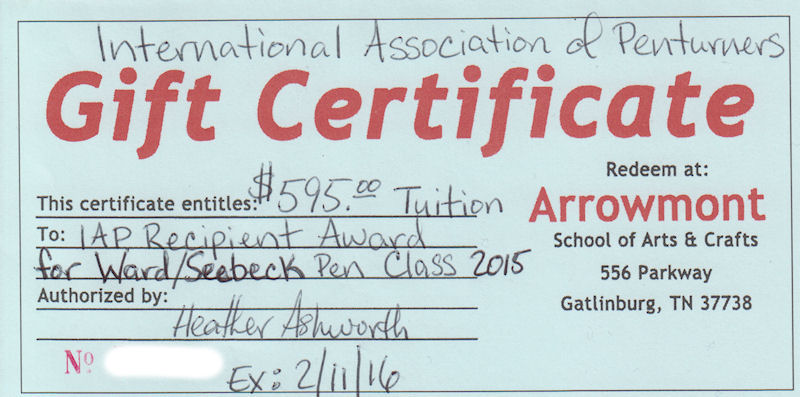 International Association of Penturners
Gift Certificate
This certificate entitles: $595.00 Tuition
To: IAP Recipient Award
for Ward/Seebeck Pen Class 2015
Authorized by:
Heather Ashworth
No
Ex: 2/11/16
Redeem at:
Arrowmont
School of Arts & Crafts
556 Parkway
Gatlinburg, TN 37738